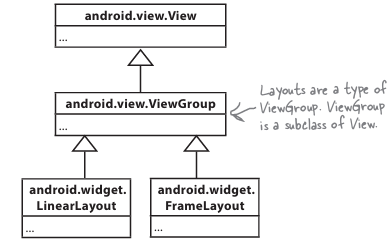 android.view.View
...
android.view.ViewGroup
...
Layouts are a type of
ViewGroup. ViewGroup
is a subclass of View.
android.widget.
LinearLayout
...
android.widget.
FrameLayout
...